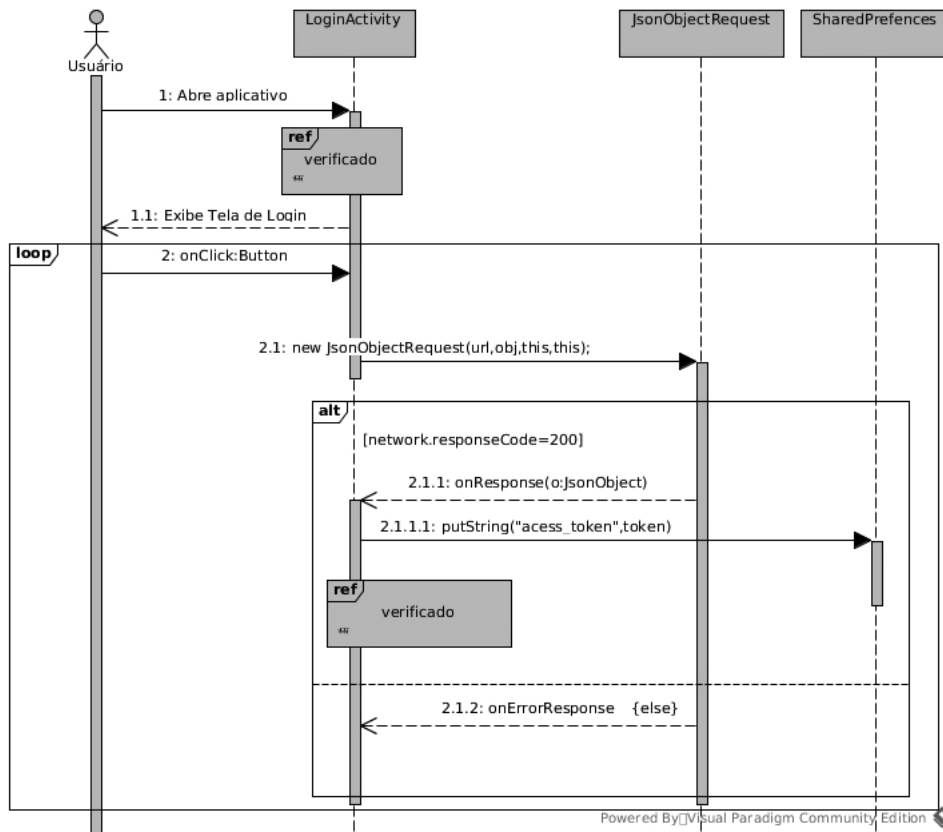 LoginActivity
JsonObjectRequest
SharedPrefences
Usuário
1: Abre aplicativo
ref
verificado
1.1: Exibe Tela de Login
loop
2: onClick:Button
2.1: new JsonObjectRequest(url,obj,this,this);
alt
[network.responseCode=200]
2.1.1: onResponse(o:JsonObject)
2.1.1.1: putString("acess_token",token)
ref
verificado
2.1.2: onErrorResponse {else}
Powered By Visual Paradigm Community Edition